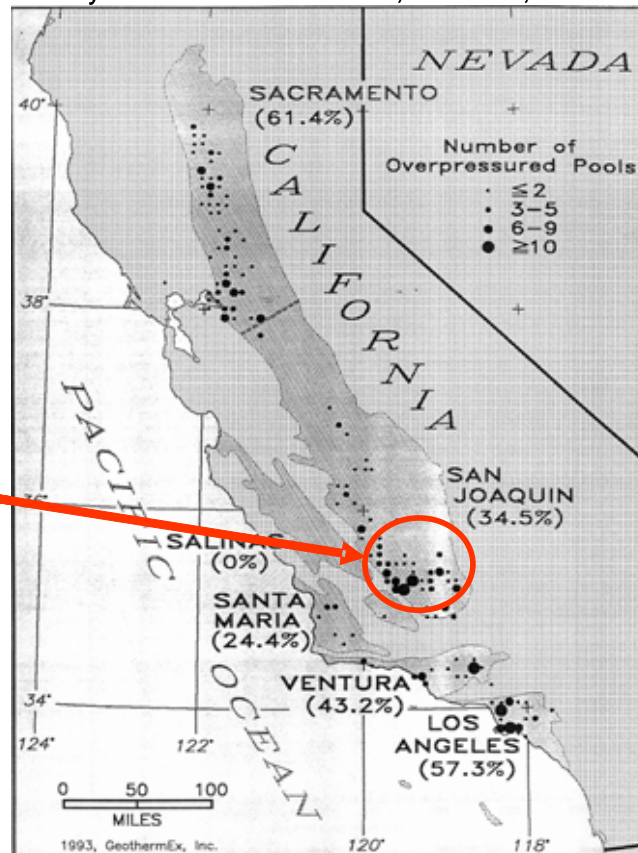 NEVADA
40°
SACRAMENTO
(61.4%)
Number of
Overpressured Pools
≤2
3-5
6-9
≥10
CALIFORNIA
38°
PACIFIC
OCEAN
SAN
JOAQUIN
(34.5%)
36°
SALINAS
(0%)
SANTA
MARIA
(24.4%)
VENTURA
(43.2%)
34°
LOS
ANGELES
(57.3%)
124°
122°
0 50 100
MILES
1993, GeothermEx, Inc.
120°
118°